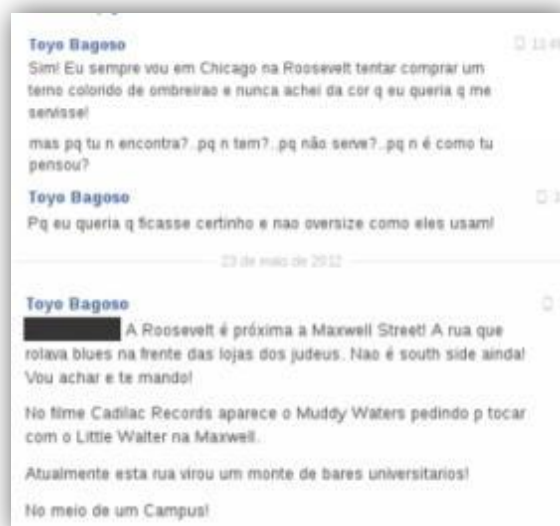 Toyo Bagoso
Sim! Eu sempre vou em Chicago na Roosevelt tentar comprar um
terno colorido de ombreirao e nunca achei da cor q eu queria q me
servisse!
mas pq tu n encontra?..pq n tem?..pq não serve?..pq n é como tu
pensou?
Toyo Bagoso
Pq eu queria q ficasse certinho e nao oversize como eles usam!
23 de maio de 2012
Toyo Bagoso
A Roosevelt é próxima a Maxwell Street! A rua que
rolava blues na frente das lojas dos judeus. Nao é south side ainda!
Vou achar e te mando!
No filme Cadilac Records aparece o Muddy Waters pedindo p tocar
com o Little Walter na Maxwell.
Atualmente esta rua virou um monte de bares universitarios!
No meio de um Campus!